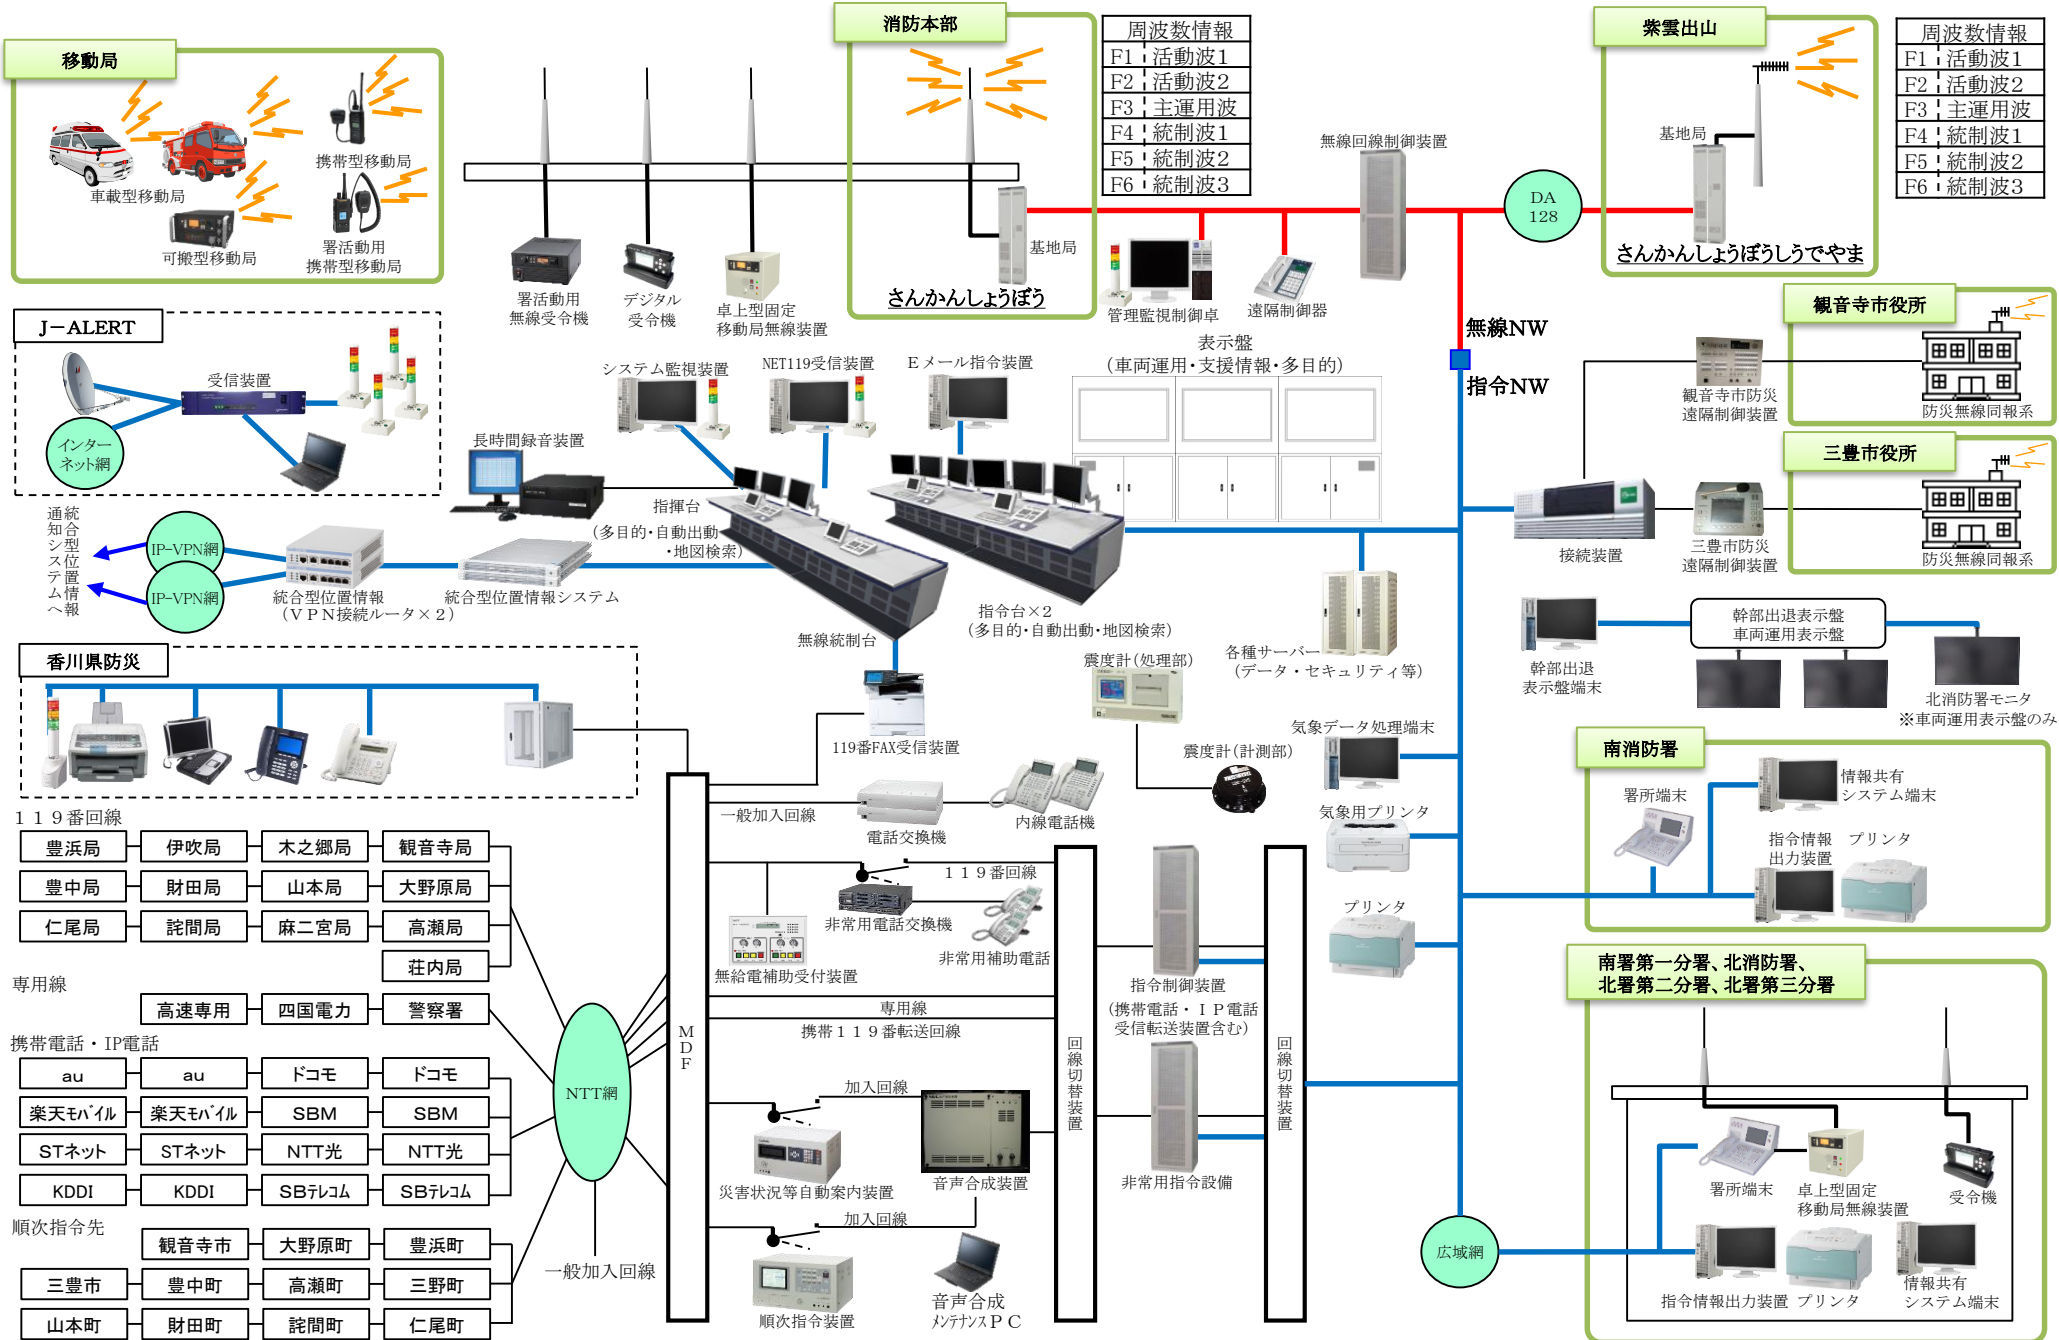 移動局
車載型移動局
携帯型移動局
可搬型移動局
署活動用
携帯型移動局
消防本部
基地局
さんかんしょうぼう
署活動用
無線受令機
デジタル
受令機
卓上型固定
移動局無線装置
周波数情報
F1 活動波1
F2 活動波2
F3 主運用波
F4 統制波1
F5 統制波2
F6 統制波3
無線回線制御装置
管理監視制御卓
遠隔制御器
DA
128
紫雲出山
基地局
さんかんしょうぼうしうでやま
周波数情報
F1 活動波1
F2 活動波2
F3 主運用波
F4 統制波1
F5 統制波2
F6 統制波3
無線NW
指令NW
J-ALERT
受信装置
インター
ネット網
システム監視装置
NET119受信装置
Eメール指令装置
表示盤
(車両運用・支援情報・多目的)
長時間録音装置
指揮台
(多目的・自動出動
・地図検索)
統合型位置情報
通知システムへ
IP-VPN網
IP-VPN網
統合型位置情報
(VPN接続ルータ×2)
統合型位置情報システム
無線統制台
指令台×2
(多目的・自動出動・地図検索)
各種サーバー
(データ・セキュリティ等)
観音寺市役所
観音寺市防災
遠隔制御装置
防災無線同報系
三豊市役所
接続装置
三豊市防災
遠隔制御装置
防災無線同報系
幹部出退
表示盤端末
幹部出退表示盤
車両運用表示盤
北消防署モニタ
※車両運用表示盤のみ
香川県防災
119番FAX受信装置
震度計(処理部)
震度計(計測部)
気象データ処理端末
気象用プリンタ
プリンタ
南消防署
署所端末
情報共有
システム端末
指令情報
出力装置
プリンタ
119番回線
豊浜局 伊吹局 木之郷局 観音寺局
豊中局 財田局 山本局 大野原局
仁尾局 詫間局 麻二宮局 高瀬局
荘内局
専用線
高速専用 四国電力 警察署
携帯電話・IP電話
au au ドコモ ドコモ
楽天モバイル 楽天モバイル SBM SBM
STネット STネット NTT光 NTT光
KDDI KDDI SBテレコム SBテレコム
順次指令先
観音寺市 大野原町 豊浜町
三豊市 豊中町 高瀬町 三野町
山本町 財田町 詫間町 仁尾町
NTT網
一般加入回線
MDF
一般加入回線
電話交換機
内線電話機
119番回線
非常用電話交換機
無給電補助受付装置
非常用補助電話
専用線
携帯119番転送回線
加入回線
災害状況等自動案内装置
音声合成装置
加入回線
順次指令装置
音声合成
メンテナンスPC
回線切替装置
指令制御装置
(携帯電話・IP電話
受信転送装置含む)
非常用指令設備
回線切替装置
広域網
南署第一分署、北消防署、
北署第二分署、北署第三分署
署所端末
卓上型固定
移動局無線装置
受令機
指令情報出力装置
プリンタ
情報共有
システム端末